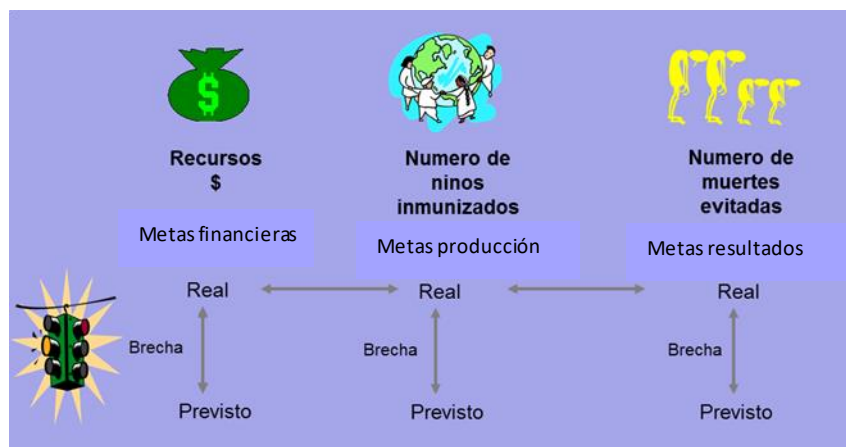 $
Recursos
$
Numero de
ninos
inmunizados
Numero de
muertes
evitadas
Metas financieras
Metas producción
Metas resultados
Real
Real
Real
Brecha
Brecha
Brecha
Previsto
Previsto
Previsto